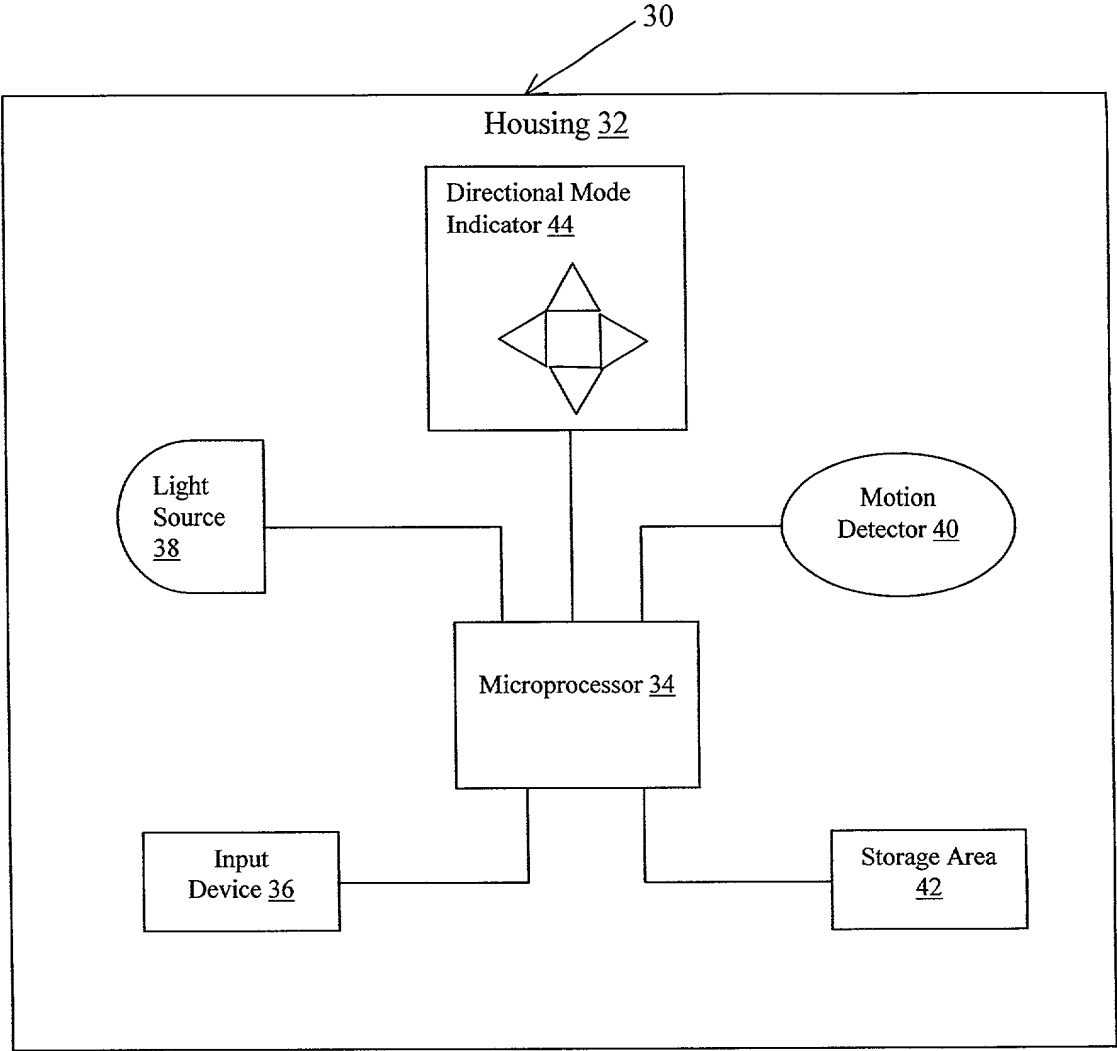 30
Housing 32
Directional Mode
Indicator 44
Light
Source
38
Motion
Detector 40
Microprocessor 34
Input
Device 36
Storage Area
42